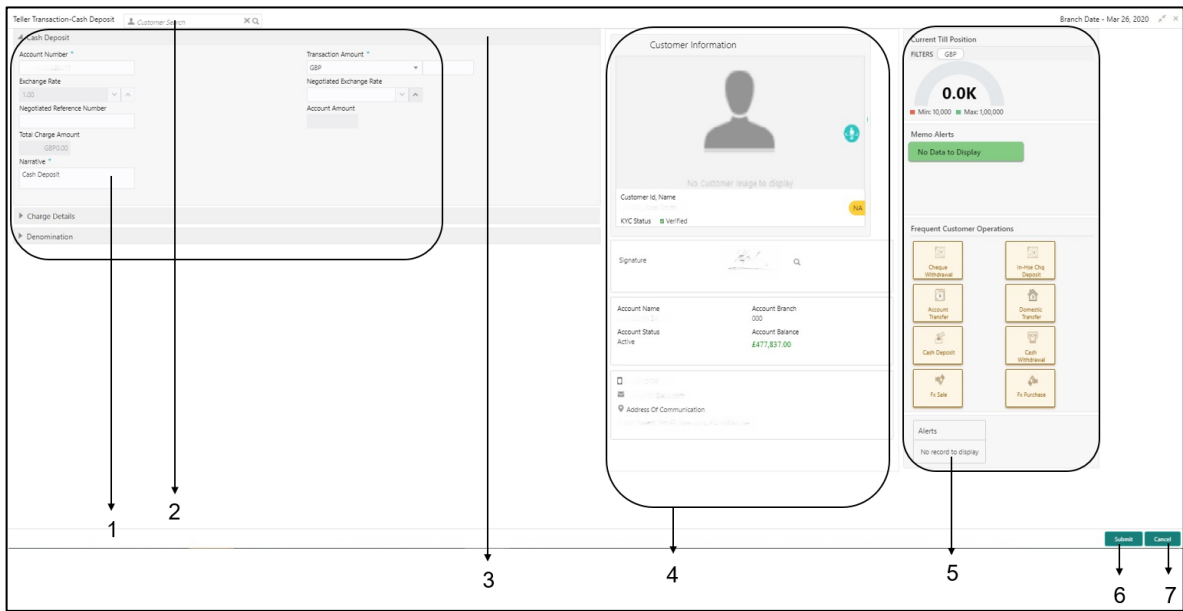 Teller Transaction-Cash Deposit
Customer Search
Branch Date - Mar 26, 2020
Cash Deposit
Account Number *
Transaction Amount *
GBP
Exchange Rate
Negotiated Exchange Rate
1.00
Negotiated Reference Number
Account Amount
Total Charge Amount
GBP0.00
Narrative *
Cash Deposit
Charge Details
Denomination
Customer Information
No Customer Image to display
Customer Id, Name
NA
KYC Status Verified
Signature
Account Name
Account Branch
000
Account Status
Account Balance
Active
£477,837.00
Address Of Communication
Current Till Position
FILTERS GBP
0.0K
Min: 10,000 Max: 1,00,000
Memo Alerts
No Data to Display
Frequent Customer Operations
Cheque Withdrawal
In-Hse Chq Deposit
Account Transfer
Domestic Transfer
Cash Deposit
Cash Withdrawal
Fx Sale
Fx Purchase
Alerts
No record to display
Submit
Cancel
1
2
3
4
5
6
7